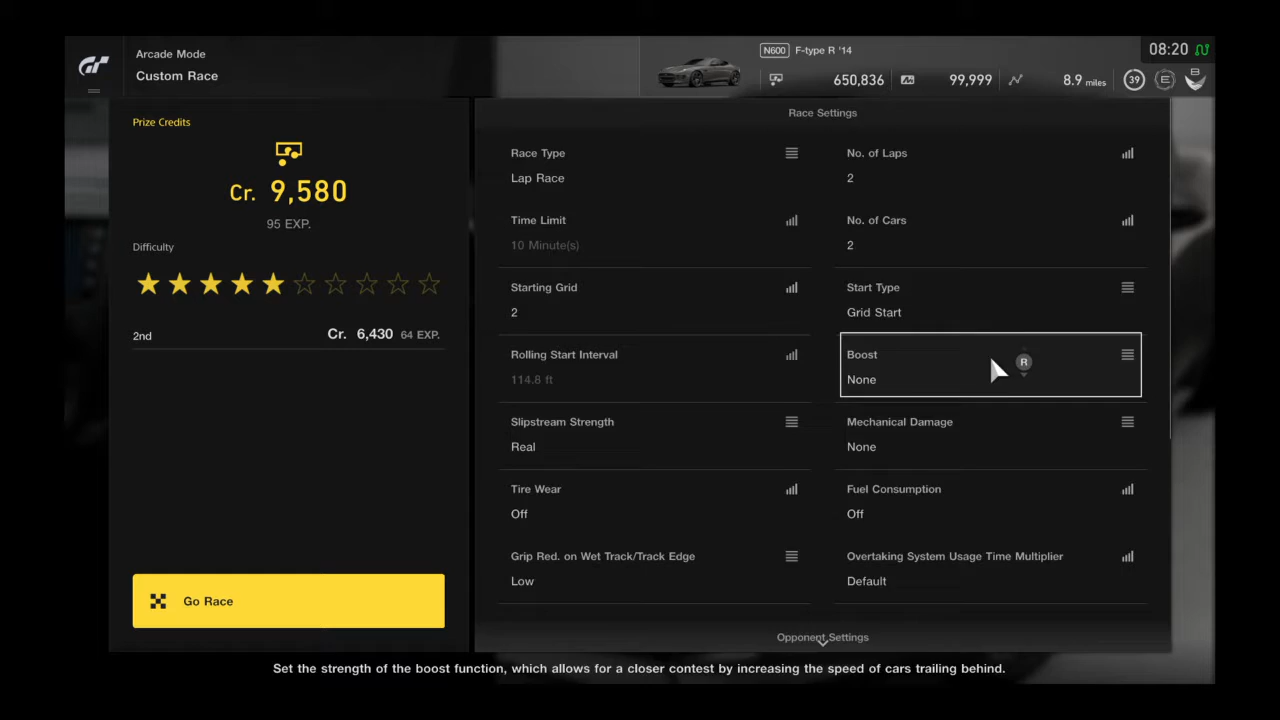 Arcade Mode
Custom Race
N600 F-type R '14
08:20
650,836 99,999 8.9 miles 39 E B
Prize Credits
Cr. 9,580
95 EXP.
Difficulty
2nd Cr. 6,430 64 EXP.
Go Race
Race Settings
Race Type No. of Laps
Lap Race 2
Time Limit No. of Cars
10 Minute(s) 2
Starting Grid Start Type
2 Grid Start
Rolling Start Interval Boost
114.8 ft None
R
Slipstream Strength Mechanical Damage
Real None
Tire Wear Fuel Consumption
Off Off
Grip Red. on Wet Track/Track Edge Overtaking System Usage Time Multiplier
Low Default
Opponent Settings
Set the strength of the boost function, which allows for a closer contest by increasing the speed of cars trailing behind.